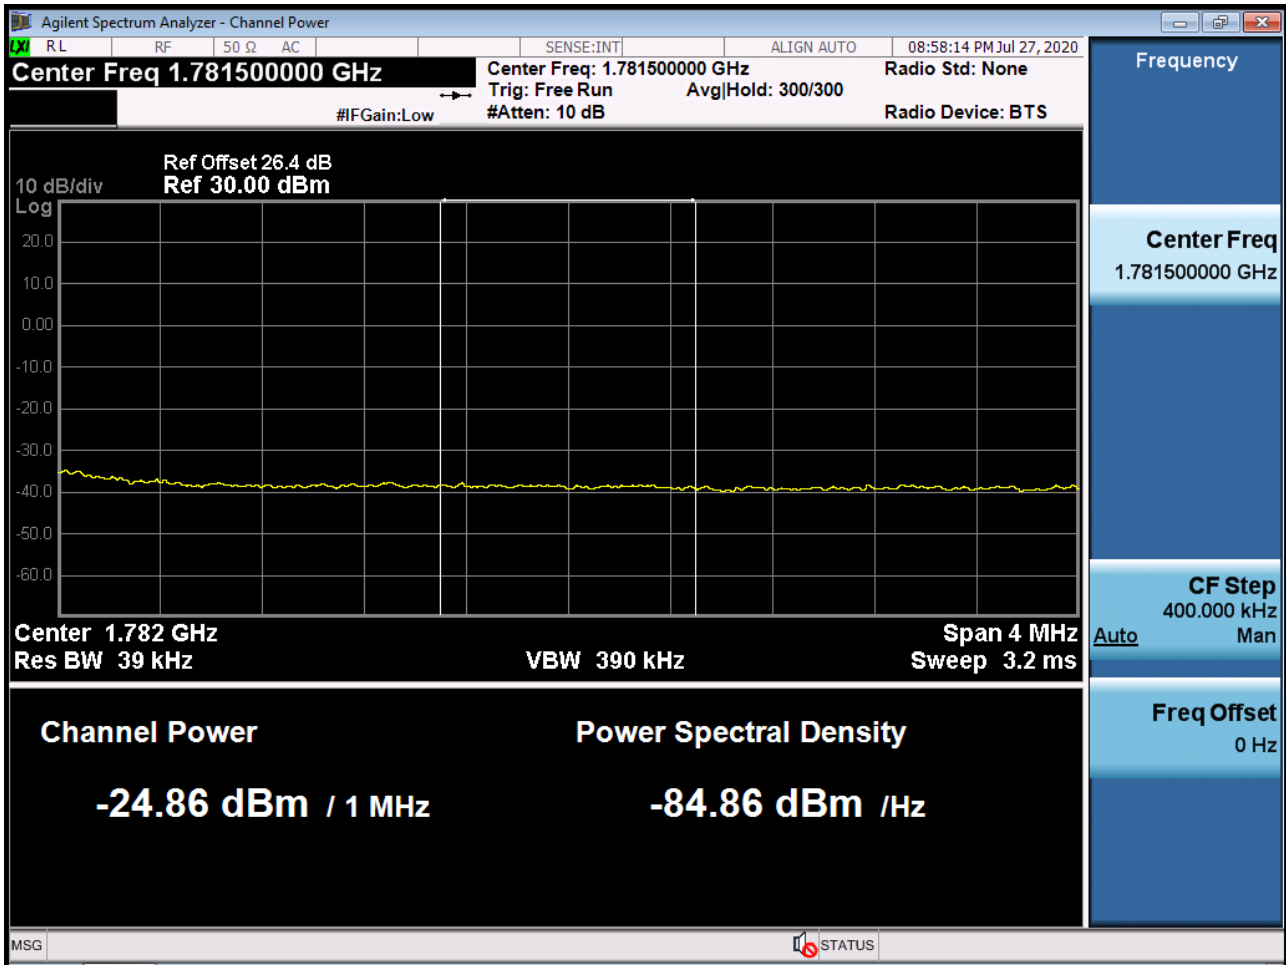 Agilent Spectrum Analyzer - Channel Power
LXI RL RF 50 Ω AC SENSE:INT ALIGN AUTO 08:58:14 PM Jul 27, 2020
Center Freq 1.781500000 GHz
Center Freq: 1.781500000 GHz Radio Std: None
Trig: Free Run Avg|Hold: 300/300
#IFGain:Low #Atten: 10 dB Radio Device: BTS
Ref Offset 26.4 dB
10 dB/div Ref 30.00 dBm
Log
20.0
10.0
0.00
-10.0
-20.0
-30.0
-40.0
-50.0
-60.0
Center 1.782 GHz Span 4 MHz
Res BW 39 kHz VBW 390 kHz Sweep 3.2 ms
Channel Power Power Spectral Density
-24.86 dBm / 1 MHz -84.86 dBm /Hz
Frequency
Center Freq
1.781500000 GHz
CF Step
400.000 kHz
Auto Man
Freq Offset
0 Hz
MSG STATUS